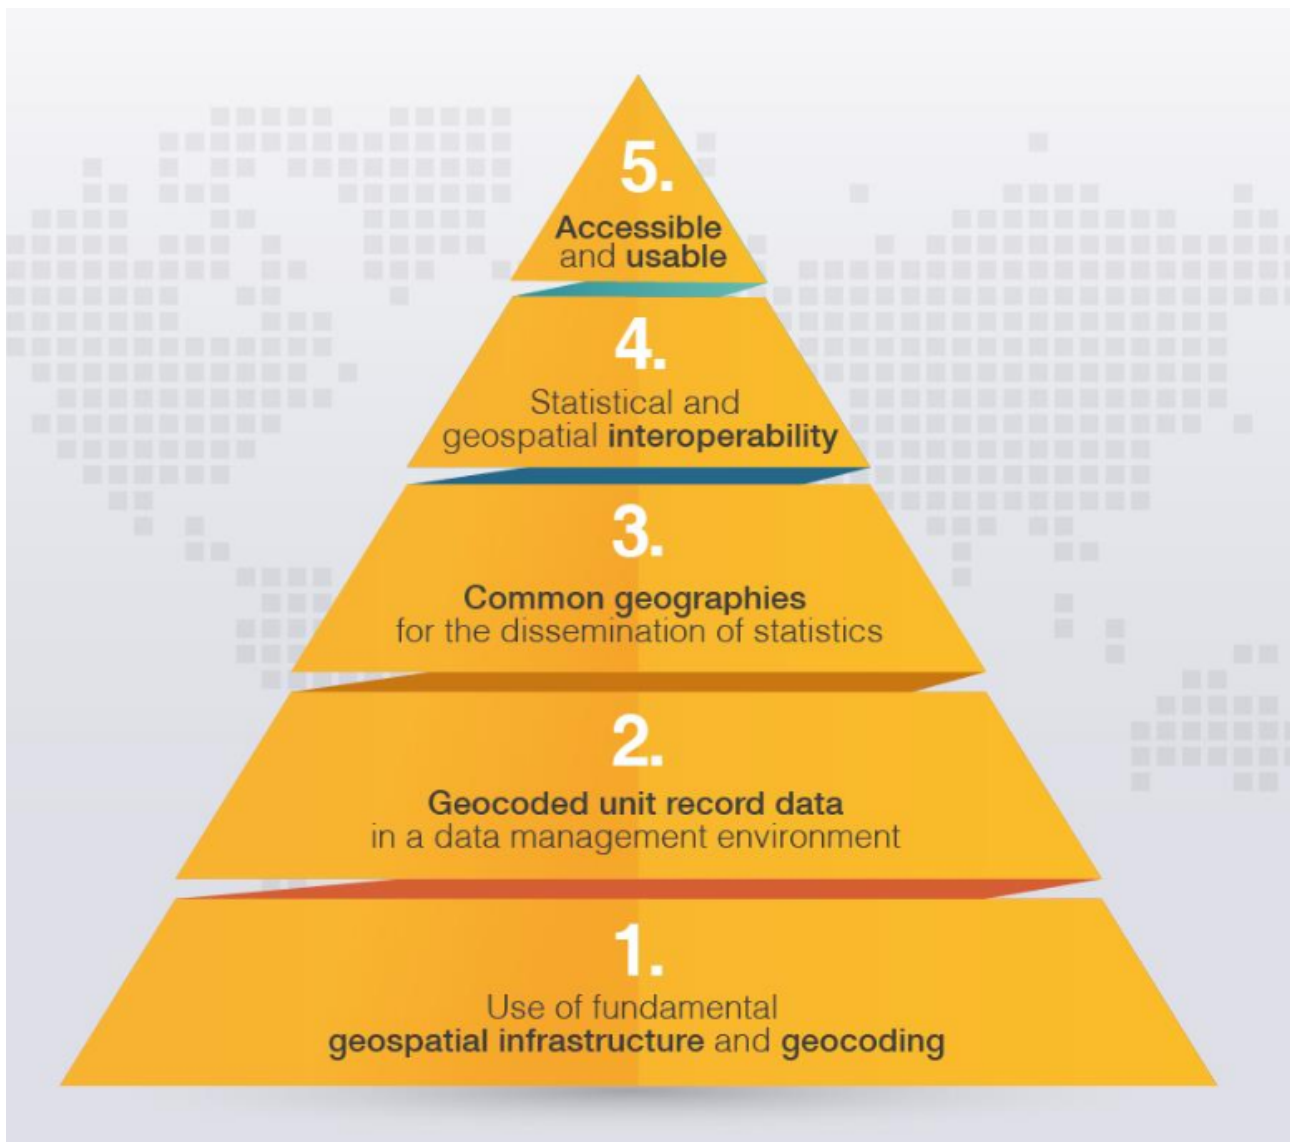 5.
Accessible
and usable
4.
Statistical and
geospatial interoperability
3.
Common geographies
for the dissemination of statistics
2.
Geocoded unit record data
in a data management environment
1.
Use of fundamental
geospatial infrastructure and geocoding